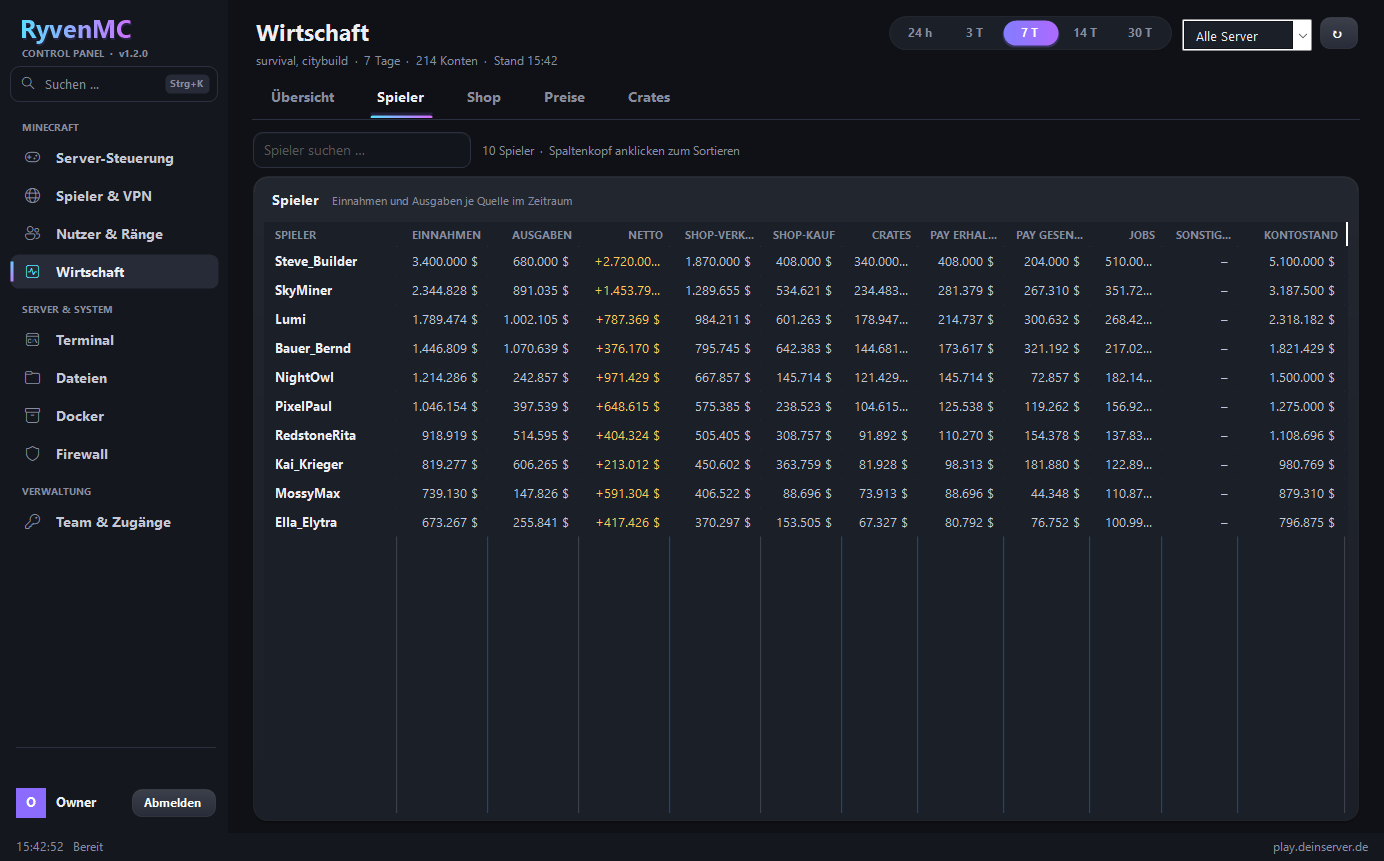 RyvenMC
CONTROL PANEL · v1.2.0
Suchen ... Strg+K
MINECRAFT
Server-Steuerung
Spieler & VPN
Nutzer & Ränge
Wirtschaft
SERVER & SYSTEM
Terminal
Dateien
Docker
Firewall
VERWALTUNG
Team & Zugänge
O Owner Abmelden
15:42:52 Bereit
Wirtschaft
24 h 3 T 7 T 14 T 30 T Alle Server ↻
survival, citybuild · 7 Tage · 214 Konten · Stand 15:42
Übersicht Spieler Shop Preise Crates
Spieler suchen ... 10 Spieler · Spaltenkopf anklicken zum Sortieren
Spieler Einnahmen und Ausgaben je Quelle im Zeitraum
SPIELER EINNAHMEN AUSGABEN NETTO SHOP-VERK... SHOP-KAUF CRATES PAY ERHAL... PAY GESEN... JOBS SONSTIG... KONTOSTAND
Steve_Builder 3.400.000 $ 680.000 $ +2.720.00... 1.870.000 $ 408.000 $ 340.000... 408.000 $ 204.000 $ 510.00... – 5.100.000 $
SkyMiner 2.344.828 $ 891.035 $ +1.453.79... 1.289.655 $ 534.621 $ 234.483... 281.379 $ 267.310 $ 351.72... – 3.187.500 $
Lumi 1.789.474 $ 1.002.105 $ +787.369 $ 984.211 $ 601.263 $ 178.947... 214.737 $ 300.632 $ 268.42... – 2.318.182 $
Bauer_Bernd 1.446.809 $ 1.070.639 $ +376.170 $ 795.745 $ 642.383 $ 144.681... 173.617 $ 321.192 $ 217.02... – 1.821.429 $
NightOwl 1.214.286 $ 242.857 $ +971.429 $ 667.857 $ 145.714 $ 121.429... 145.714 $ 72.857 $ 182.14... – 1.500.000 $
PixelPaul 1.046.154 $ 397.539 $ +648.615 $ 575.385 $ 238.523 $ 104.615... 125.538 $ 119.262 $ 156.92... – 1.275.000 $
RedstoneRita 918.919 $ 514.595 $ +404.324 $ 505.405 $ 308.757 $ 91.892 $ 110.270 $ 154.378 $ 137.83... – 1.108.696 $
Kai_Krieger 819.277 $ 606.265 $ +213.012 $ 450.602 $ 363.759 $ 81.928 $ 98.313 $ 181.880 $ 122.89... – 980.769 $
MossyMax 739.130 $ 147.826 $ +591.304 $ 406.522 $ 88.696 $ 73.913 $ 88.696 $ 44.348 $ 110.87... – 879.310 $
Ella_Elytra 673.267 $ 255.841 $ +417.426 $ 370.297 $ 153.505 $ 67.327 $ 80.792 $ 76.752 $ 100.99... – 796.875 $
play.deinserver.de